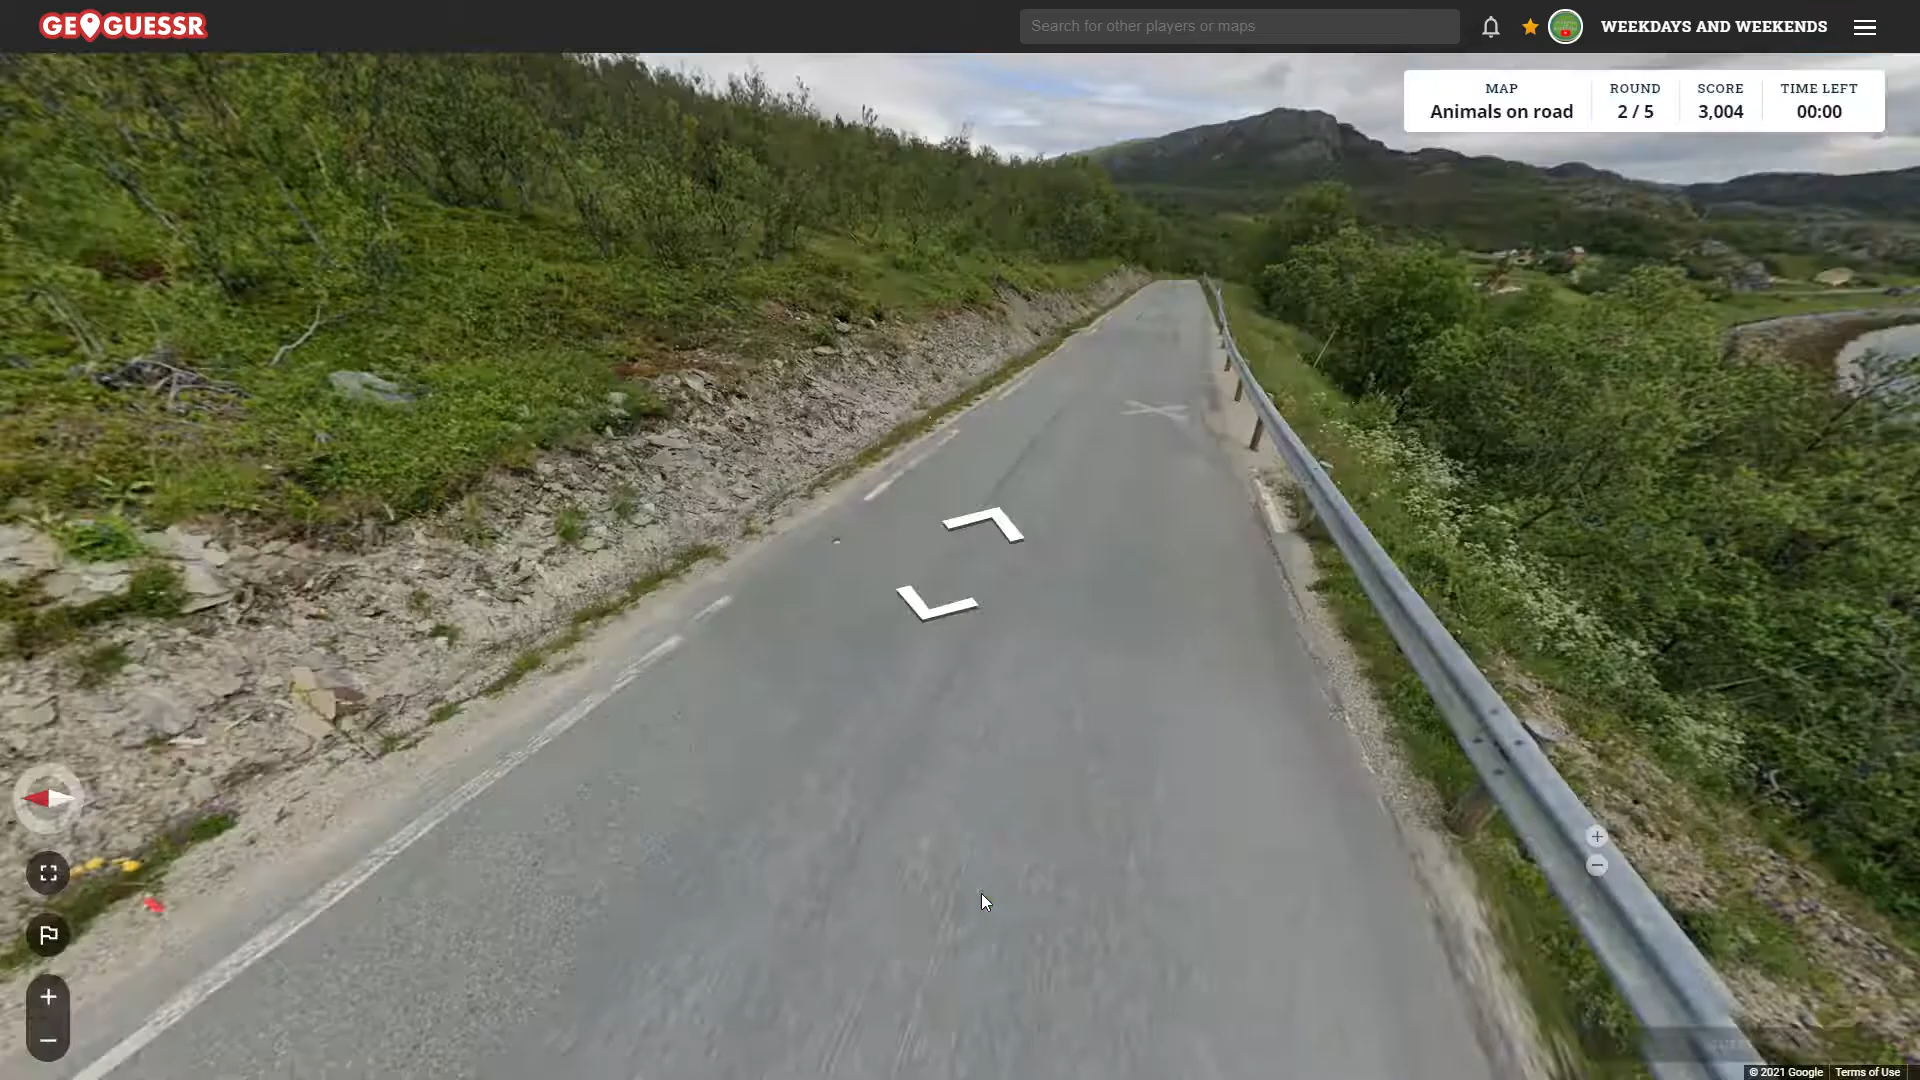 GEOGUESSR
Search for other players or maps
WEEKDAYS AND WEEKENDS
MAP
Animals on road
ROUND
2 / 5
SCORE
3,004
TIME LEFT
00:00
© 2021 Google
Terms of Use